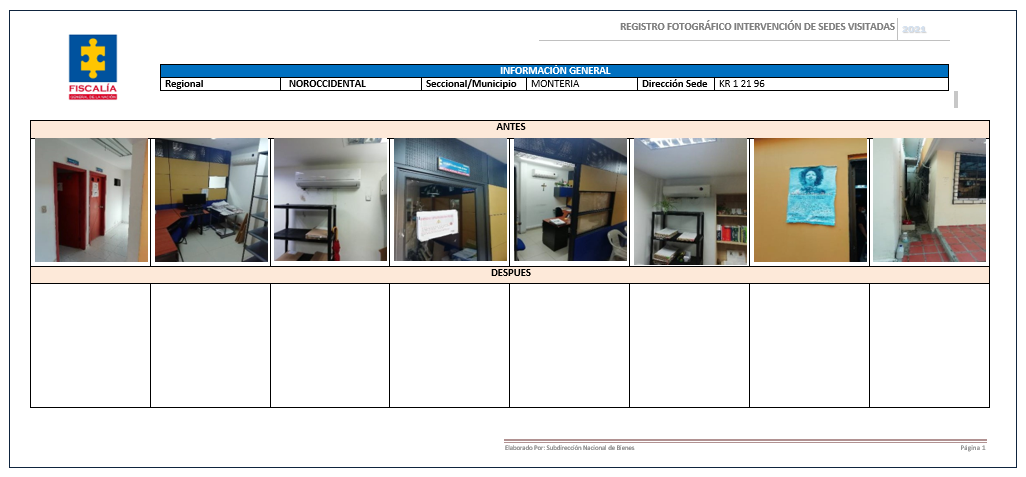 REGISTRO FOTOGRÁFICO INTERVENCIÓN DE SEDES VISITADAS 2021
FISCALÍA
GENERAL DE LA NACIÓN
INFORMACIÓN GENERAL
Regional NOROCCIDENTAL Seccional/Municipio MONTERIA Dirección Sede KR 1 21 96
ANTES
DESPUES
Elaborado Por: Subdirección Nacional de Bienes Página 1